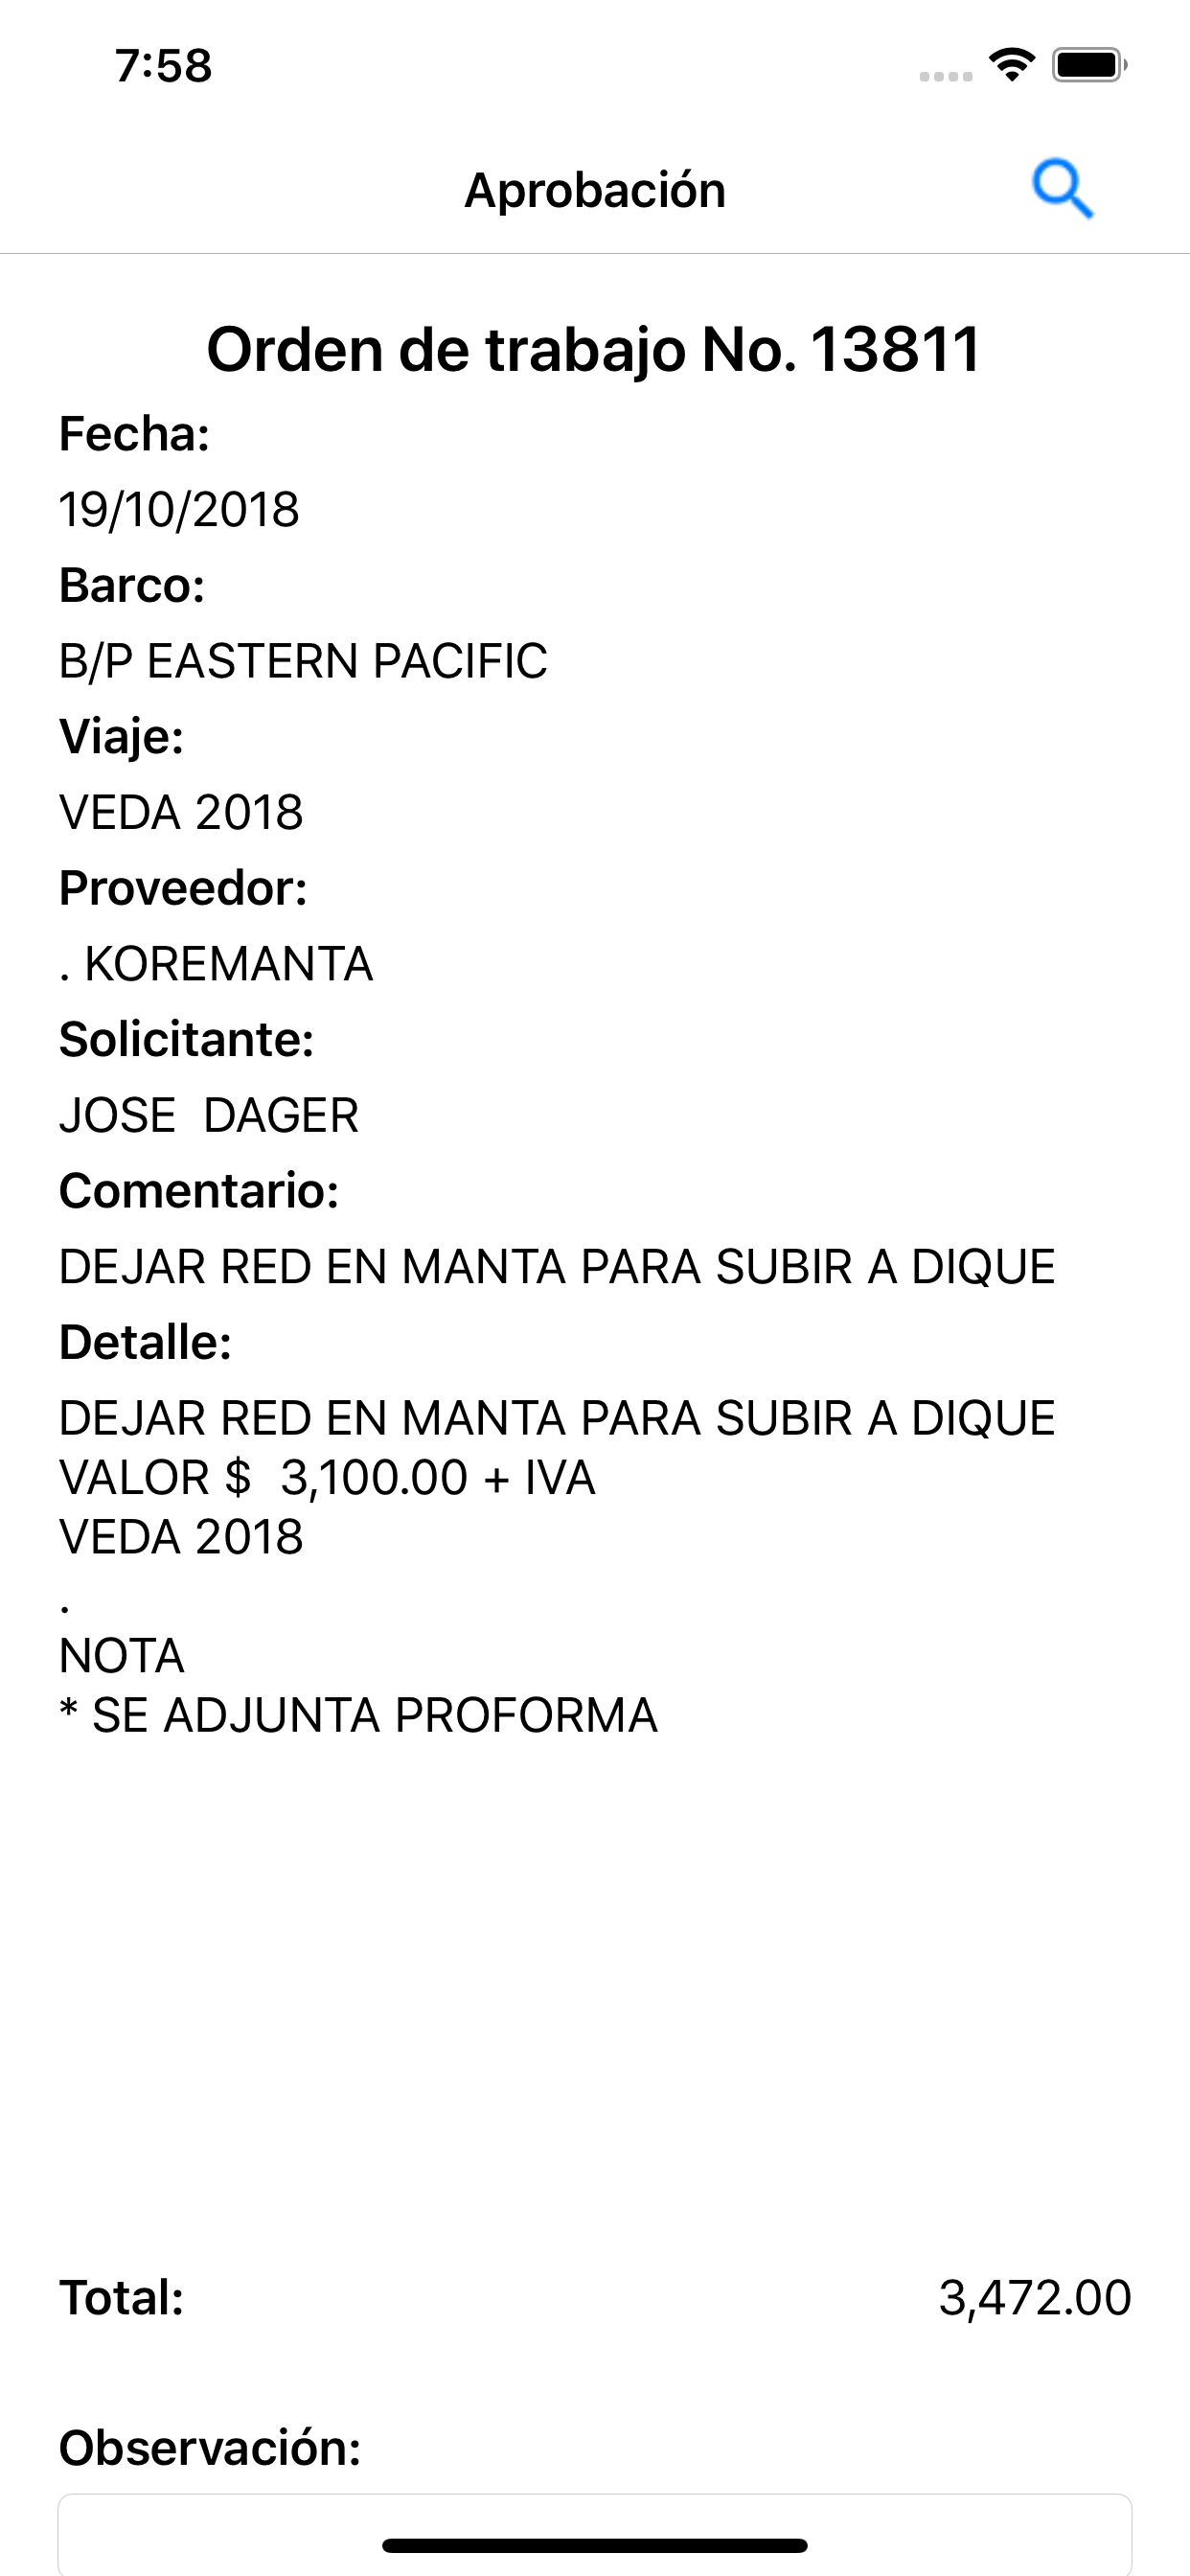 7:58
Aprobación
Orden de trabajo No. 13811
Fecha:
19/10/2018
Barco:
B/P EASTERN PACIFIC
Viaje:
VEDA 2018
Proveedor:
. KOREMANTA
Solicitante:
JOSE  DAGER
Comentario:
DEJAR RED EN MANTA PARA SUBIR A DIQUE
Detalle:
DEJAR RED EN MANTA PARA SUBIR A DIQUE
VALOR $  3,100.00 + IVA
VEDA 2018
.
NOTA
* SE ADJUNTA PROFORMA
Total: 3,472.00
Observación: